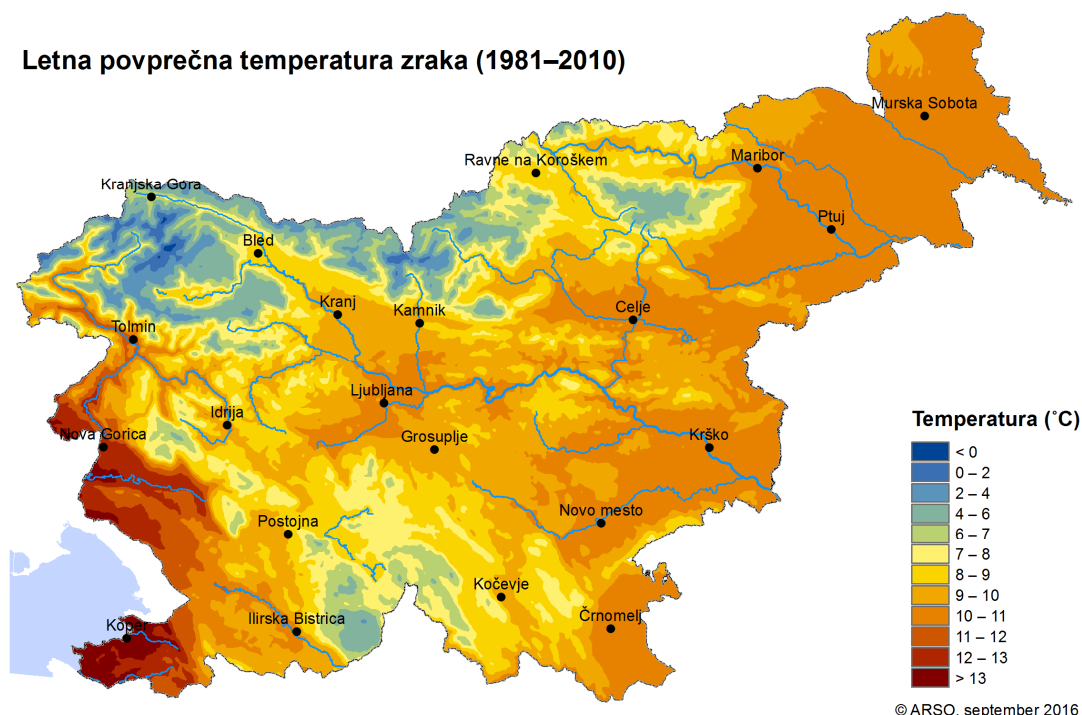 Letna povprečna temperatura zraka (1981–2010)
Murska Sobota
Maribor
Ravne na Koroškem
Kranjska Gora
Ptuj
Bled
Kranj
Kamnik
Celje
Tolmin
Ljubljana
Idrija
Nova Gorica
Grosuplje
Krško
Postojna
Novo mesto
Kočevje
Koper
Ilirska Bistrica
Črnomelj
Temperatura (˚C)
< 0
0 – 2
2 – 4
4 – 6
6 – 7
7 – 8
8 – 9
9 – 10
10 – 11
11 – 12
12 – 13
> 13
© ARSO, september 2016